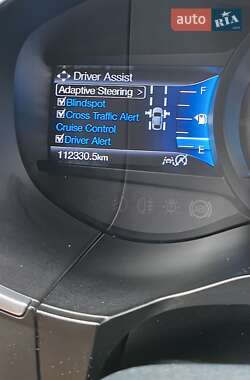 AUTO
RIA
Driver Assist
Adaptive Steering >
Blindspot
Cross Traffic Alert
Cruise Control
Driver Alert
112330.5km
F
E